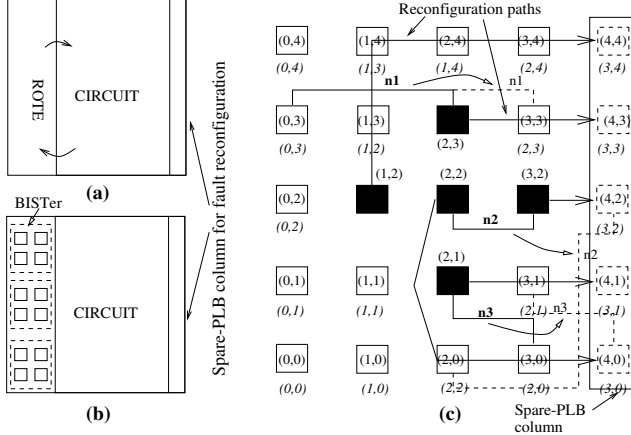 ROTE
CIRCUIT
(a)
BISTer
CIRCUIT
(b)
Spare-PLB column for fault reconfiguration
Reconfiguration paths
(0,4) (1,4) (2,4) (3,4) (4,4)
(0,4) (1,3) (1,4) (2,4) (3,4)
n1 n1
(0,3) (1,3) (3,3) (4,3)
(0,3) (1,2) (2,3) (2,3) (3,3)
(1,2) (2,2) (3,2)
(0,2) (4,2)
(0,2) n2 (3,2)
n2
(2,1)
(0,1) (1,1) (3,1) (4,1)
(0,1) (1,1) (2,1) (3,1)
n3 n3
(0,0) (1,0) (2,0) (3,0) (4,0)
(0,0) (1,0) (2,2) (2,0) (3,0)
(c)
Spare-PLB
column